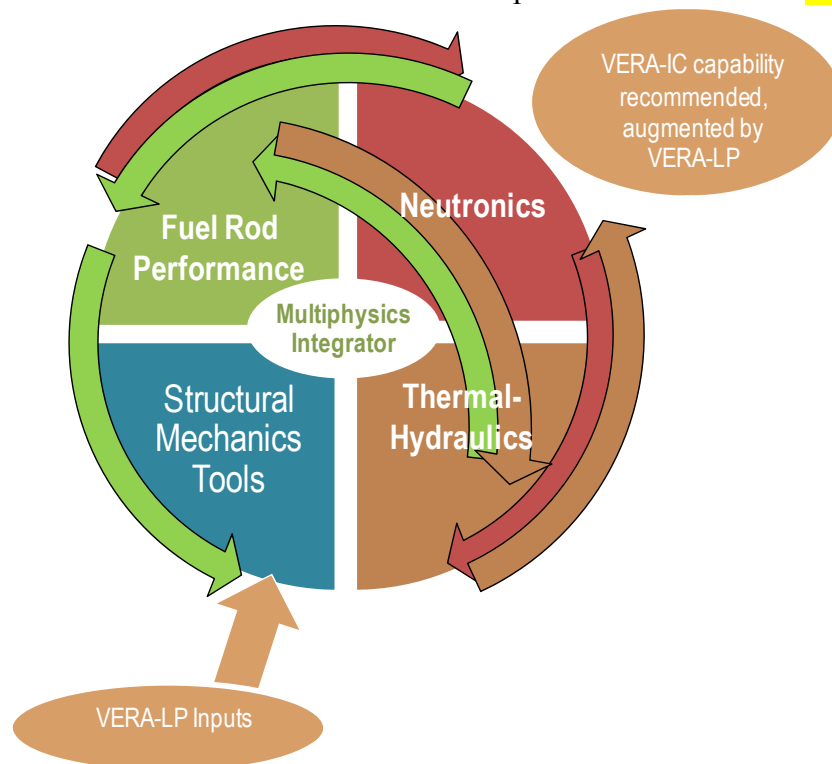 VERA-IC capability
recommended,
augmented by
VERA-LP
Neutronics
Fuel Rod
Performance
Multiphysics
Integrator
Structural
Mechanics
Tools
Thermal-
Hydraulics
VERA-LP Inputs